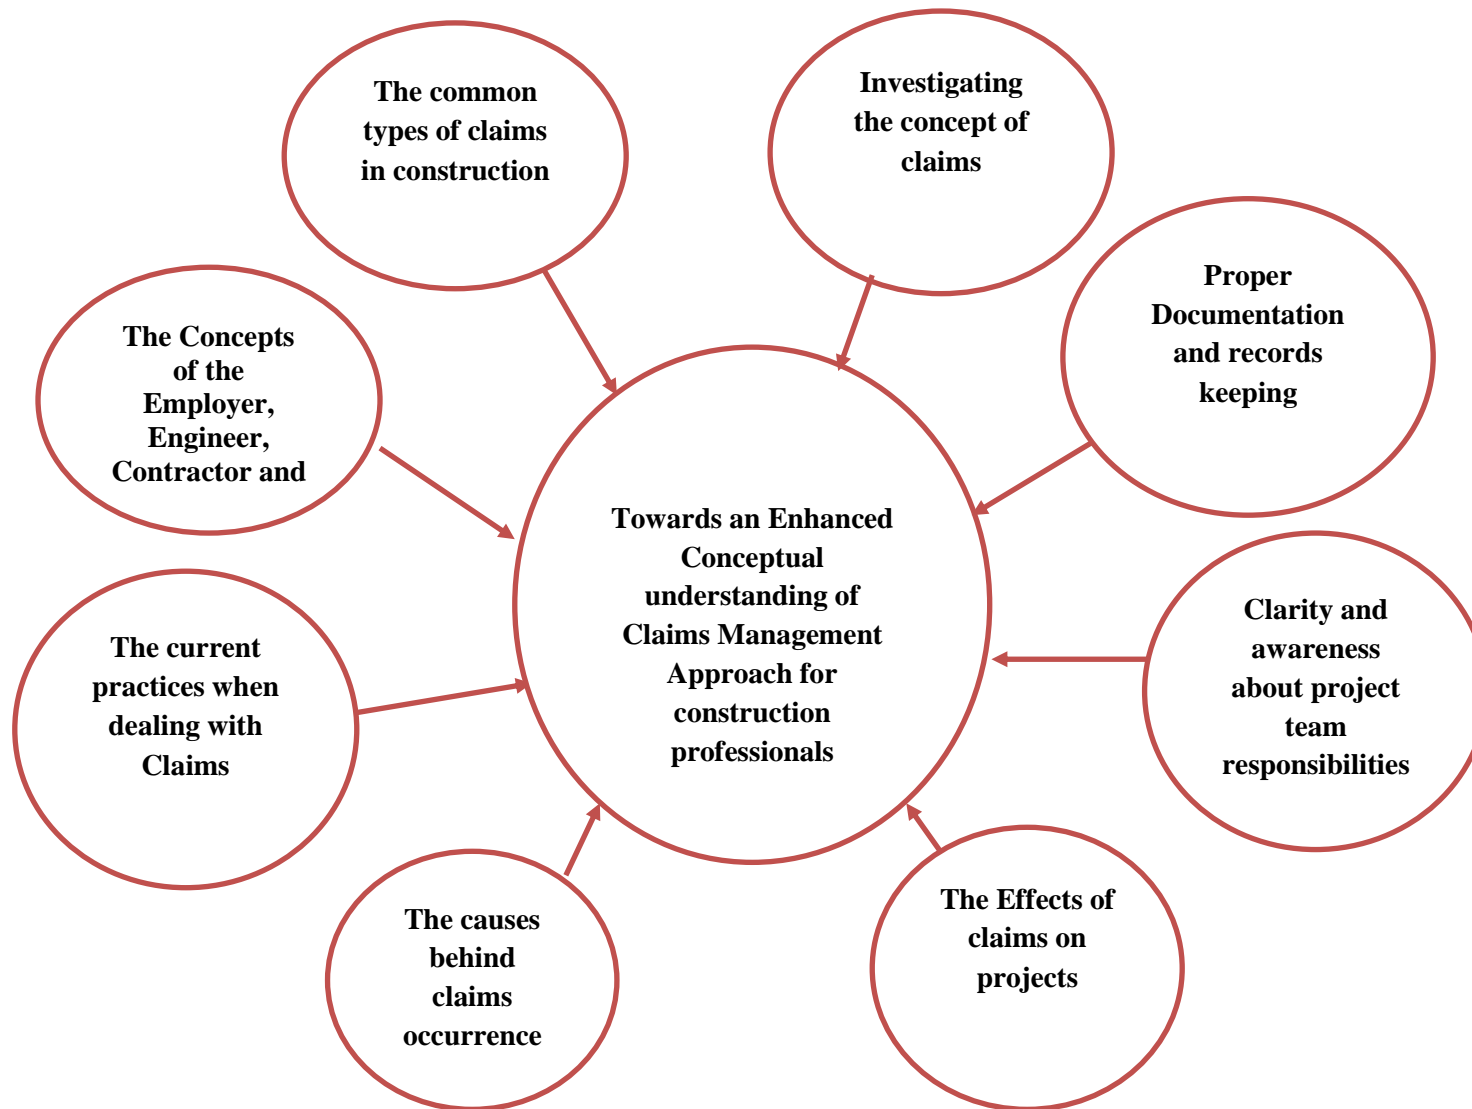 The common
types of claims
in construction
Investigating
the concept of
claims
Proper
Documentation
and records
keeping
The Concepts
of the
Employer,
Engineer,
Contractor and
Towards an Enhanced
Conceptual
understanding of
Claims Management
Approach for
construction
professionals
Clarity and
awareness
about project
team
responsibilities
The current
practices when
dealing with
Claims
The Effects of
claims on
projects
The causes
behind
claims
occurrence